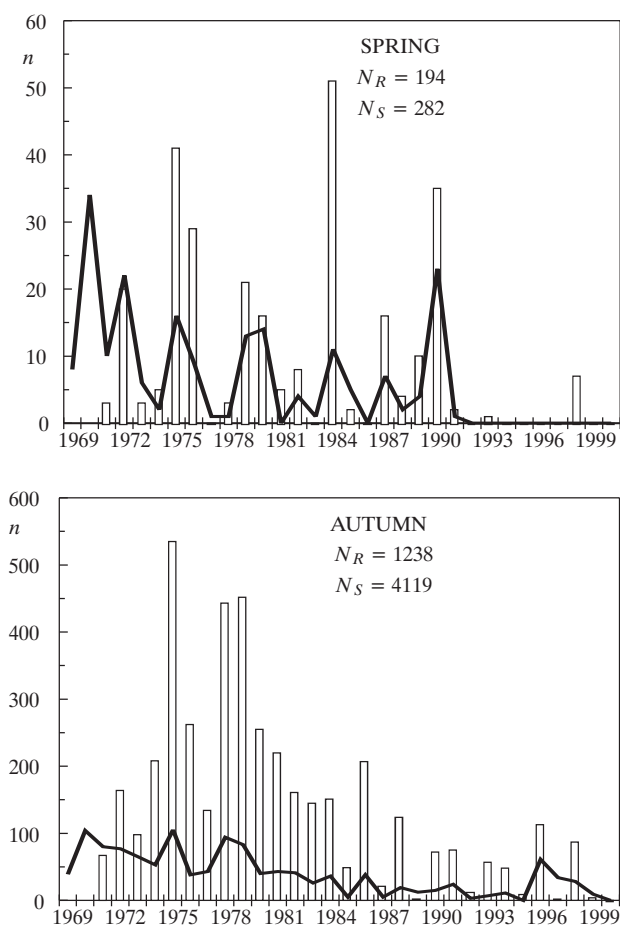 60
n
50
40
30
20
10
0
SPRING
N_R = 194
N_S = 282
1969 1972 1975 1978 1981 1984 1987 1990 1993 1996 1999
600
n
500
400
300
200
100
0
AUTUMN
N_R = 1238
N_S = 4119
1969 1972 1975 1978 1981 1984 1987 1990 1993 1996 1999